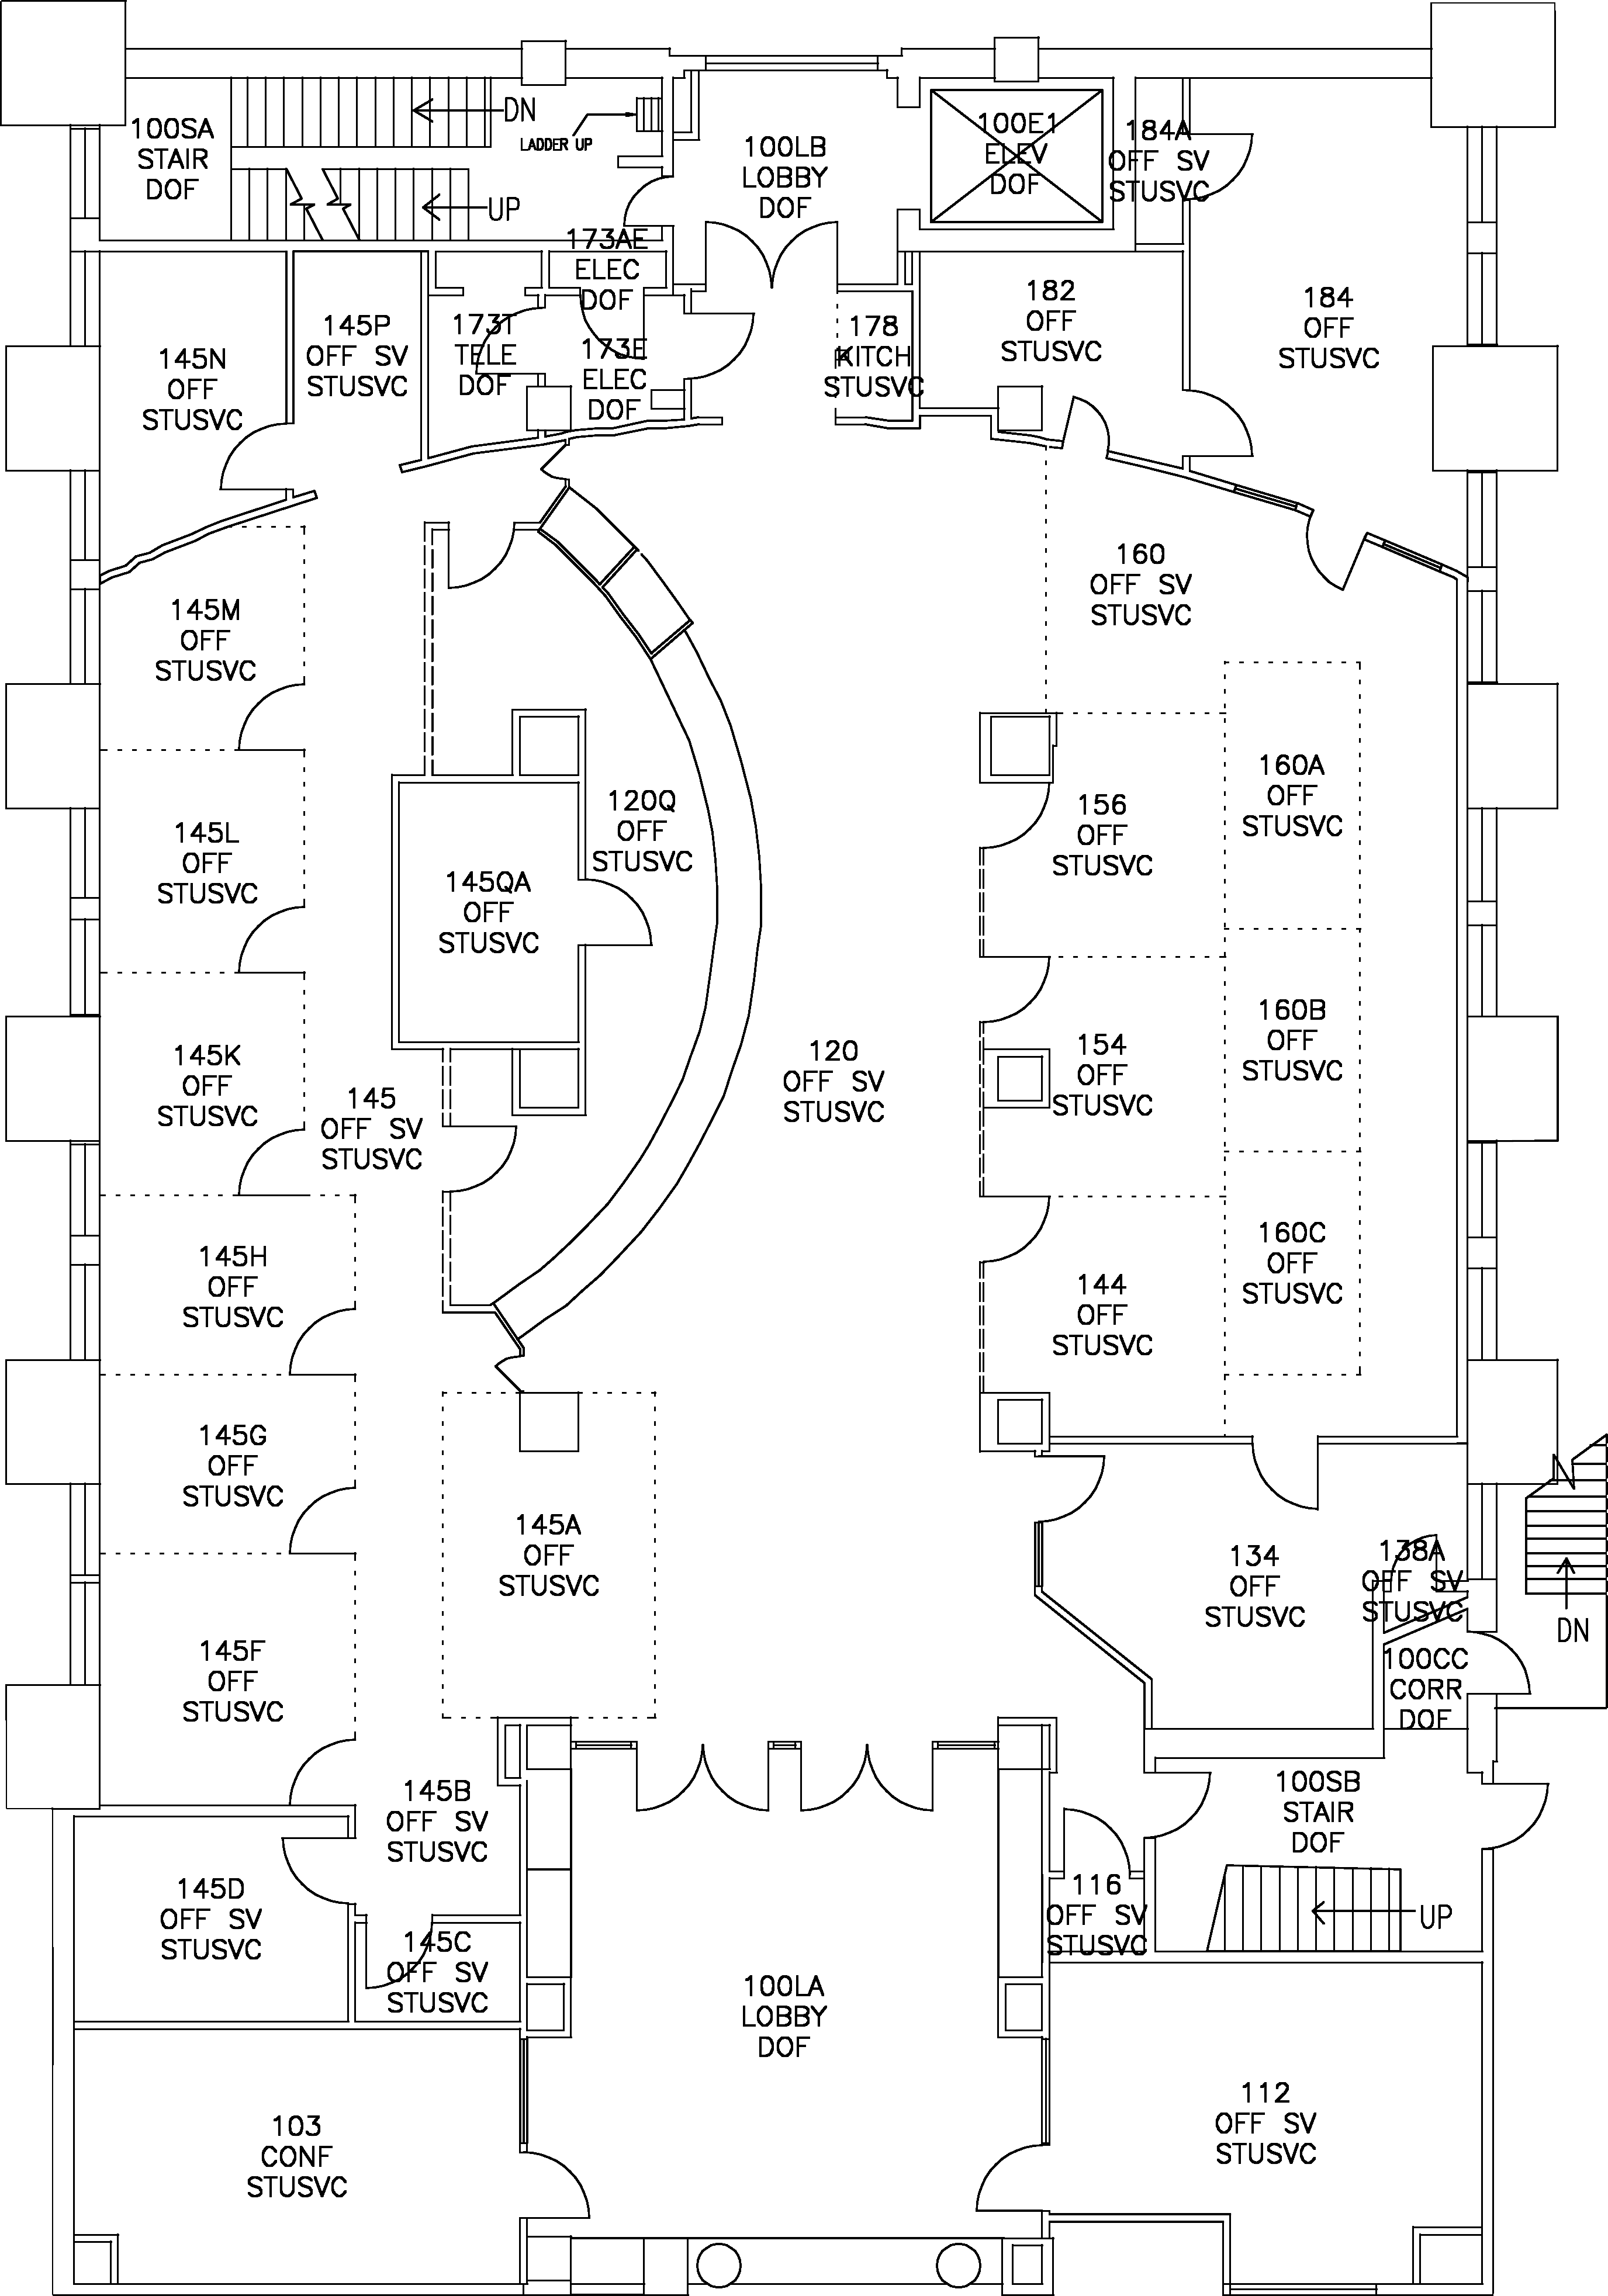 100SA
STAIR
DOF
DN
LADDER UP
UP
100LB
LOBBY
DOF
100E1
ELEV
DOF
184A
OFF SV
STUSVC
173AE
ELEC
DOF
145N
OFF
STUSVC
145P
OFF SV
STUSVC
173T
TELE
DOF
173E
ELEC
DOF
178
KITCH
STUSVC
182
OFF
STUSVC
184
OFF
STUSVC
145M
OFF
STUSVC
160
OFF SV
STUSVC
145L
OFF
STUSVC
120Q
OFF
STUSVC
145QA
OFF
STUSVC
156
OFF
STUSVC
160A
OFF
STUSVC
145K
OFF
STUSVC
145
OFF SV
STUSVC
120
OFF SV
STUSVC
154
OFF
STUSVC
160B
OFF
STUSVC
145H
OFF
STUSVC
144
OFF
STUSVC
160C
OFF
STUSVC
145G
OFF
STUSVC
145A
OFF
STUSVC
134
OFF
STUSVC
138A
OFF SV
STUSVC
DN
145F
OFF
STUSVC
100CC
CORR
DOF
145B
OFF SV
STUSVC
100SB
STAIR
DOF
145D
OFF SV
STUSVC
145C
OFF SV
STUSVC
116
OFF SV
STUSVC
UP
100LA
LOBBY
DOF
103
CONF
STUSVC
112
OFF SV
STUSVC